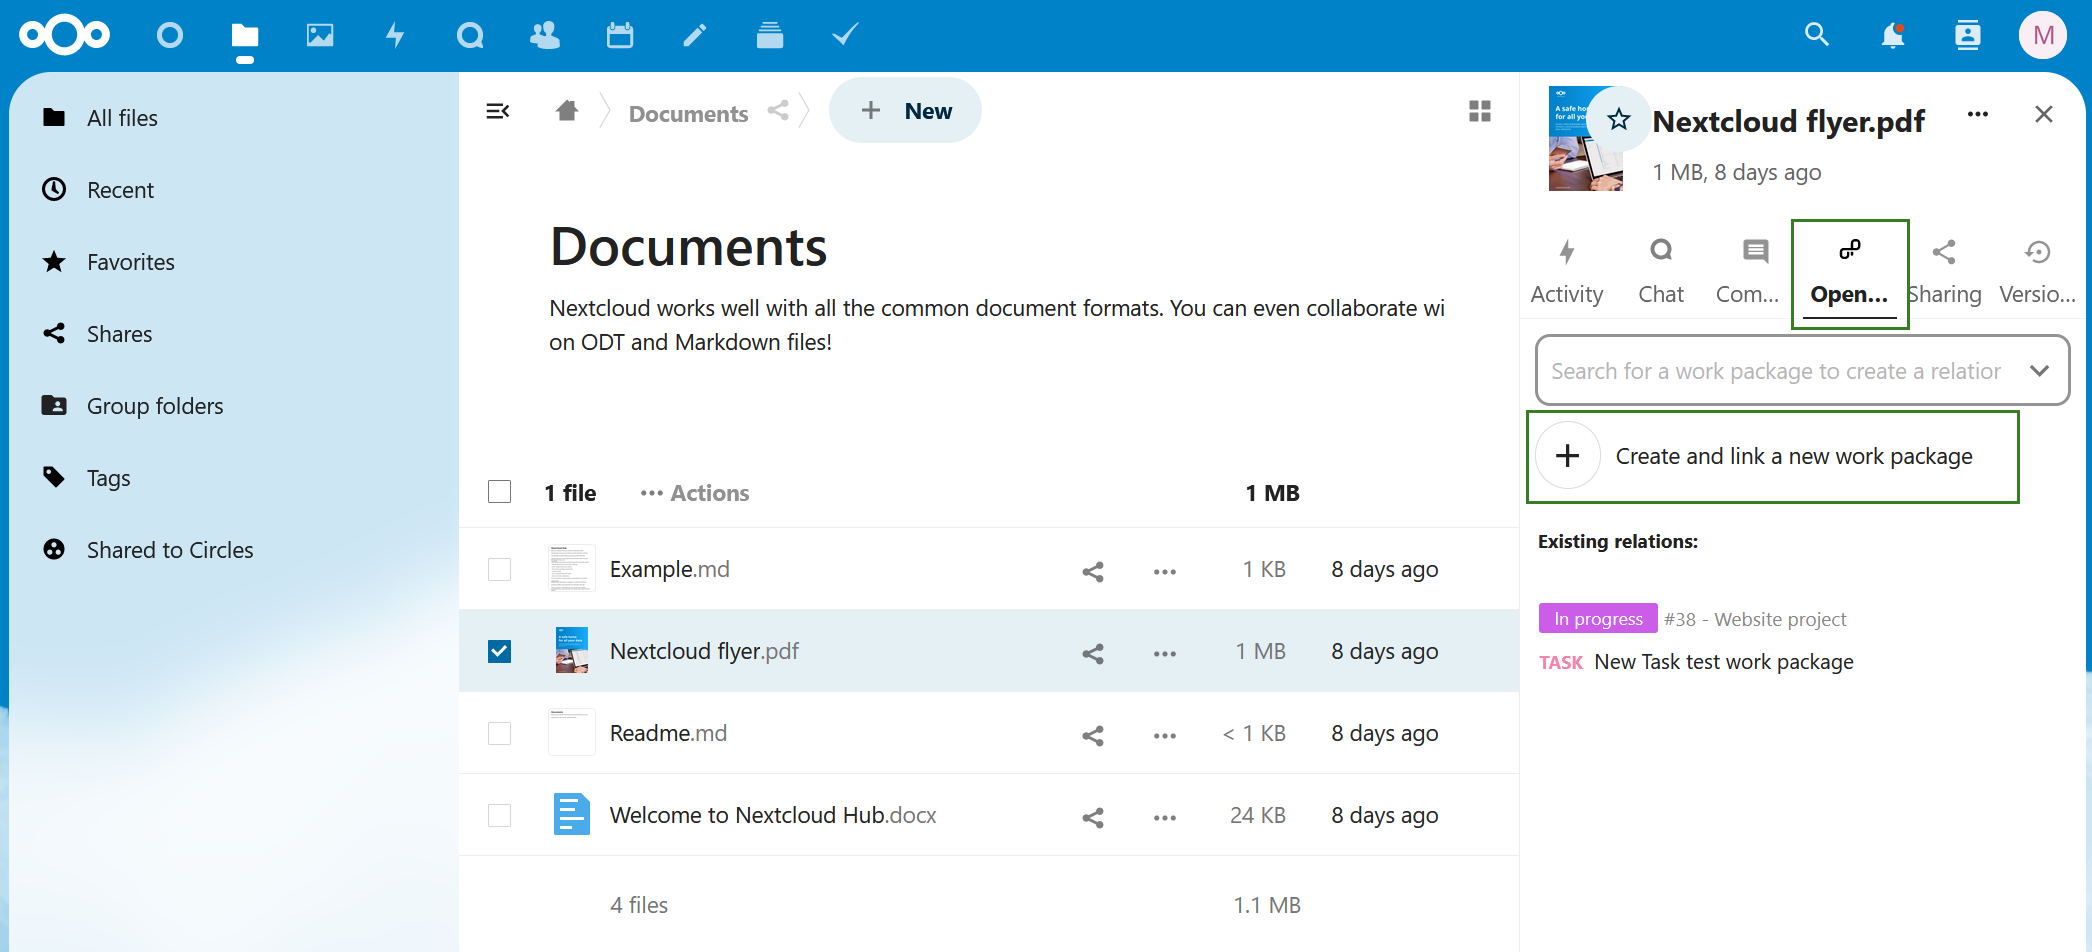 M
All files
Recent
Favorites
Shares
Group folders
Tags
Shared to Circles
Documents
New
Documents
Nextcloud works well with all the common document formats. You can even collaborate wi
on ODT and Markdown files!
1 file ••• Actions 1 MB
Example.md 1 KB 8 days ago
Nextcloud flyer.pdf 1 MB 8 days ago
Readme.md < 1 KB 8 days ago
Welcome to Nextcloud Hub.docx 24 KB 8 days ago
4 files 1.1 MB
A safe
for all yo
Nextcloud flyer.pdf
1 MB, 8 days ago
Activity Chat Com... Open... Sharing Versio...
Search for a work package to create a relation
Create and link a new work package
Existing relations:
In progress #38 - Website project
TASK New Task test work package